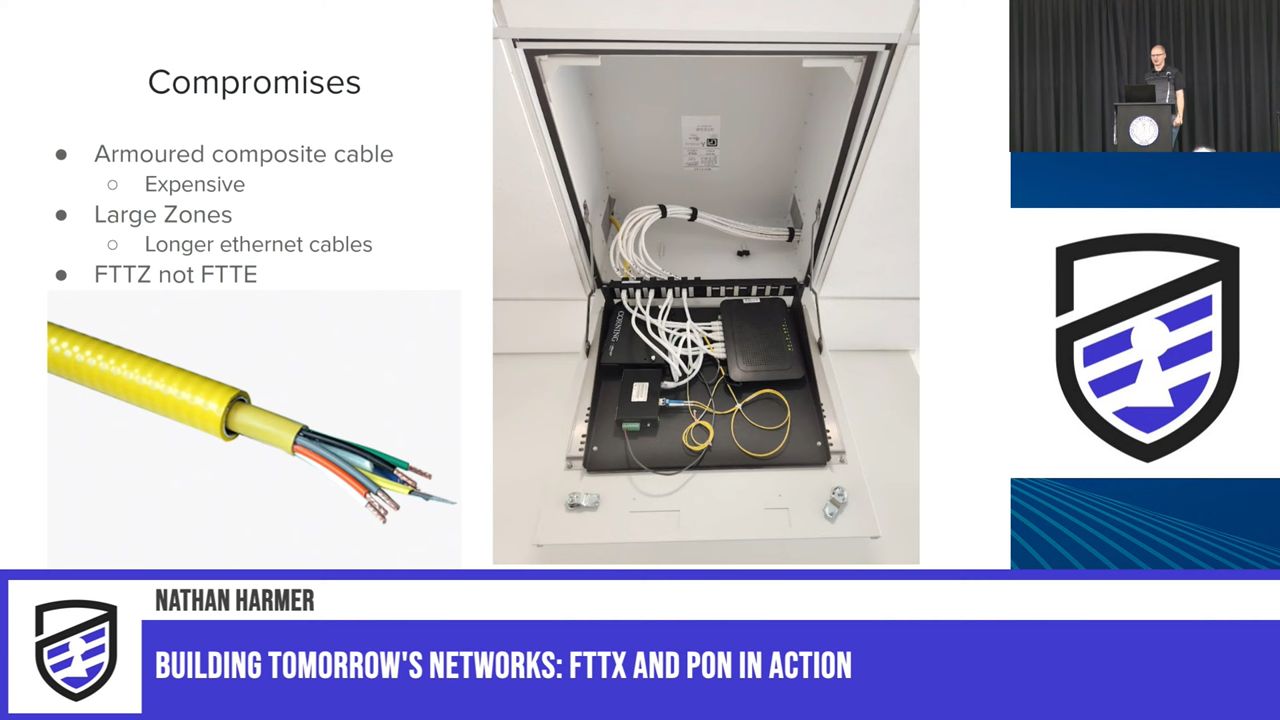 Compromises
● Armoured composite cable
○ Expensive
● Large Zones
○ Longer ethernet cables
● FTTZ not FTTE
CORNING
NATHAN HARMER
BUILDING TOMORROW'S NETWORKS: FTTX AND PON IN ACTION